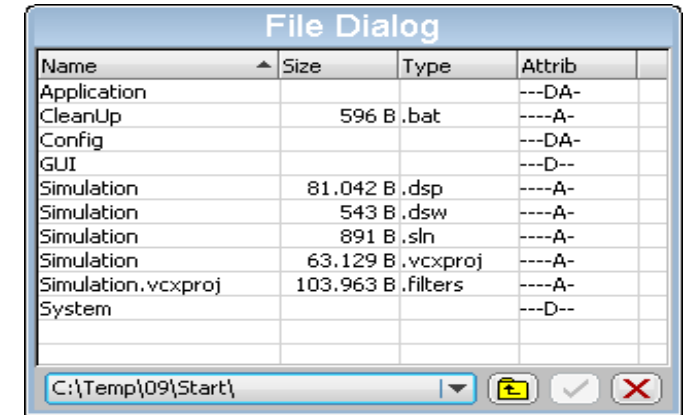 File Dialog
Name Size Type Attrib
Application ---DA-
CleanUp 596 B .bat ----A-
Config ---DA-
GUI ---D--
Simulation 81.042 B .dsp ----A-
Simulation 543 B .dsw ----A-
Simulation 891 B .sln ----A-
Simulation 63.129 B .vcxproj ----A-
Simulation.vcxproj 103.963 B .filters ----A-
System ---D--
C:\Temp\09\Start\